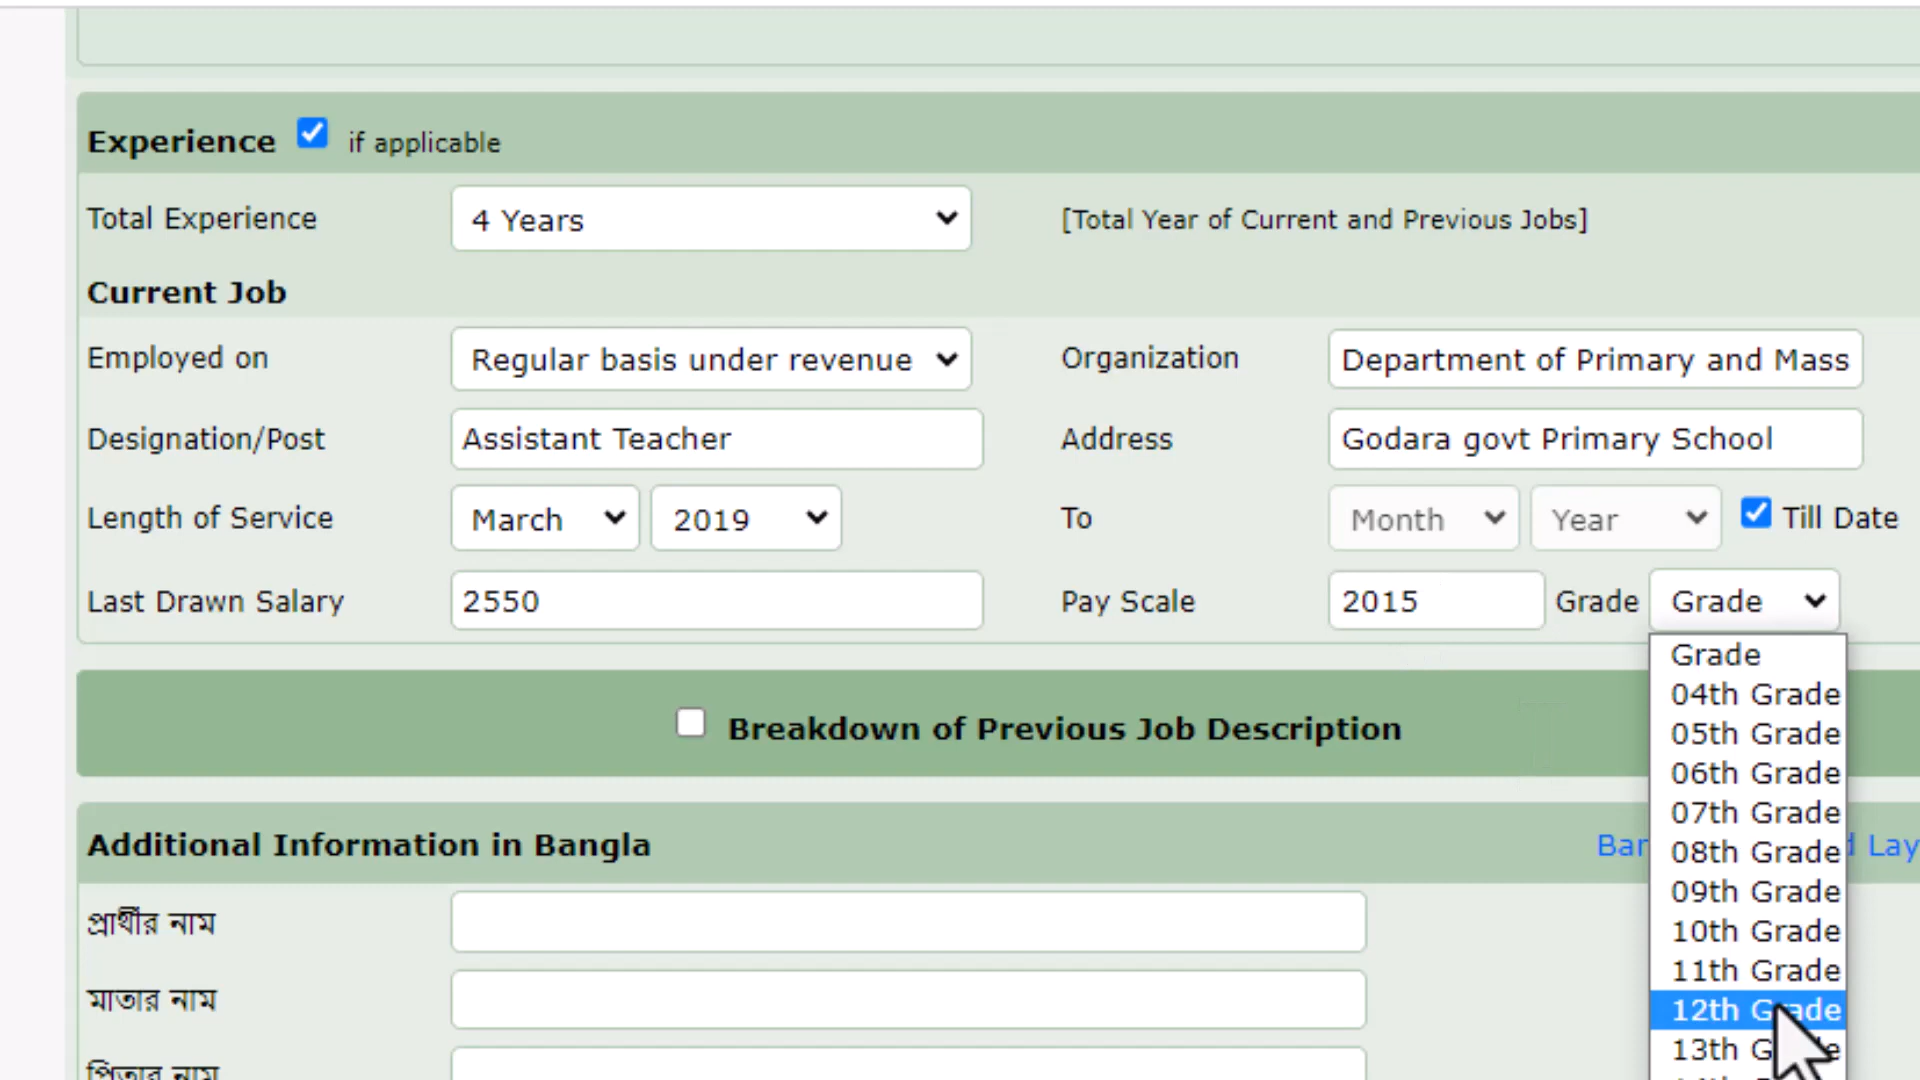 Experience if applicable
Total Experience 4 Years [Total Year of Current and Previous Jobs]
Current Job
Employed on Regular basis under revenue Organization Department of Primary and Mass
Designation/Post Assistant Teacher Address Godara govt Primary School
Length of Service March 2019 To Month Year Till Date
Last Drawn Salary 2550 Pay Scale 2015 Grade Grade
Grade
04th Grade
05th Grade
06th Grade
07th Grade
08th Grade
09th Grade
10th Grade
11th Grade
12th Grade
13th
Breakdown of Previous Job Description
Additional Information in Bangla
প্রার্থীর নাম
মাতার নাম
পিতার নাম